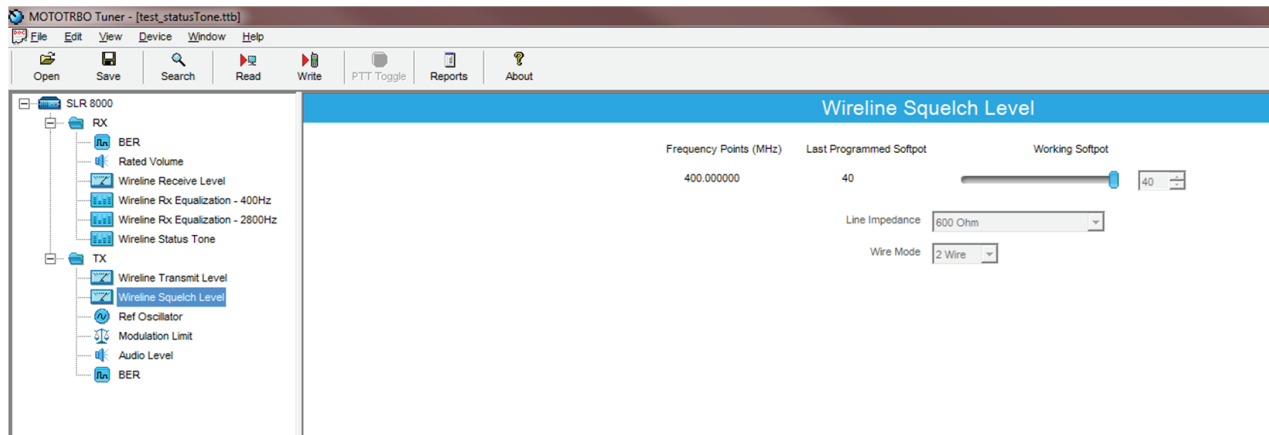 MOTOTRBO Tuner - [test_statusTone.ttb]
File Edit View Device Window Help
Open Save Search Read Write PTT Toggle Reports About
SLR 8000
RX
BER
Rated Volume
Wireline Receive Level
Wireline Rx Equalization - 400Hz
Wireline Rx Equalization - 2800Hz
Wireline Status Tone
TX
Wireline Transmit Level
Wireline Squelch Level
Ref Oscillator
Modulation Limit
Audio Level
BER
Wireline Squelch Level
Frequency Points (MHz) Last Programmed Softpot Working Softpot
400.000000 40 40
Line Impedance 600 Ohm
Wire Mode 2 Wire